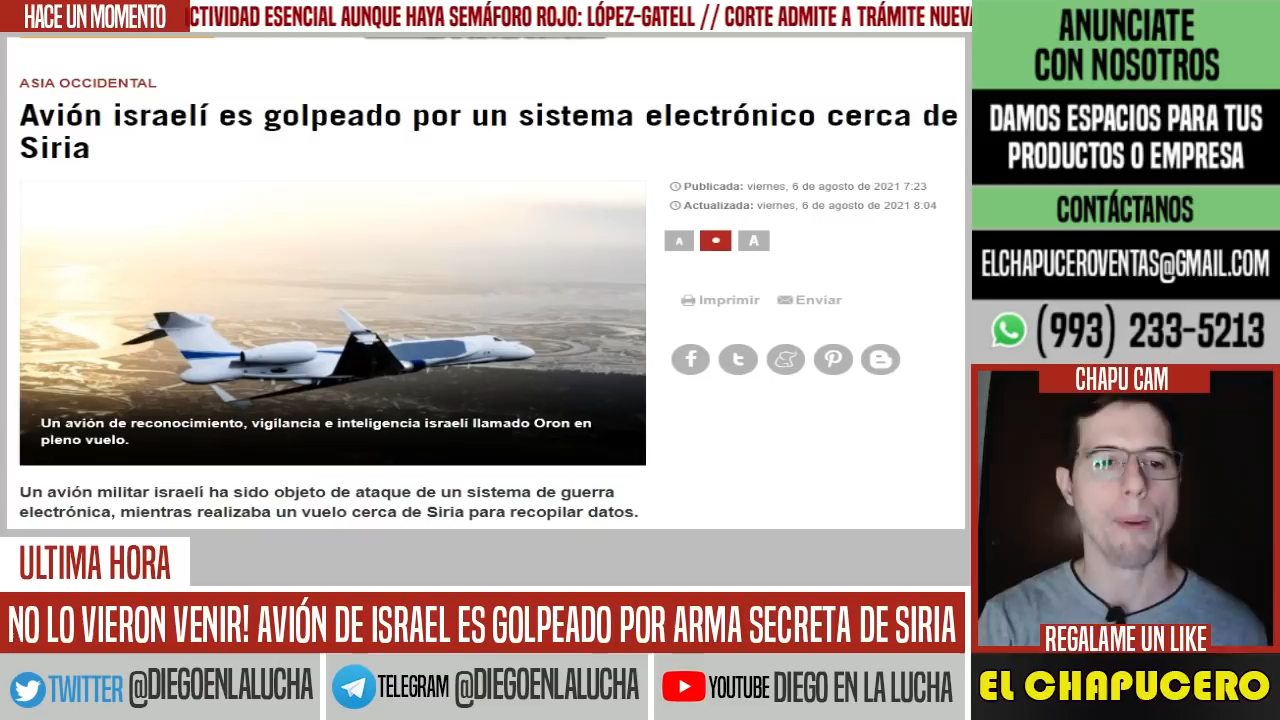 HACE UN MOMENTO
CTIVIDAD ESENCIAL AUNQUE HAYA SEMÁFORO ROJO: LÓPEZ-GATELL // CORTE ADMITE A TRÁMITE NUEVA
ASIA OCCIDENTAL
Avión israelí es golpeado por un sistema electrónico cerca de
Siria
Publicada: viernes, 6 de agosto de 2021 7:23
Actualizada: viernes, 6 de agosto de 2021 8:04
A A
Imprimir Enviar
Un avión de reconocimiento, vigilancia e inteligencia israelí llamado Oron en
pleno vuelo.
Un avión militar israelí ha sido objeto de ataque de un sistema de guerra
electrónica, mientras realizaba un vuelo cerca de Siria para recopilar datos.
ULTIMA HORA
NO LO VIERON VENIR! AVIÓN DE ISRAEL ES GOLPEADO POR ARMA SECRETA DE SIRIA
TWITTER @DIEGOENLALUCHA
TELEGRAM @DIEGOENLALUCHA
YOUTUBE DIEGO EN LA LUCHA
ANUNCIATE
CON NOSOTROS
DAMOS ESPACIOS PARA TUS
PRODUCTOS O EMPRESA
CONTÁCTANOS
ELCHAPUCEROVENTAS@GMAIL.COM
(993) 233-5213
CHAPU CAM
REGALAME UN LIKE
EL CHAPUCERO